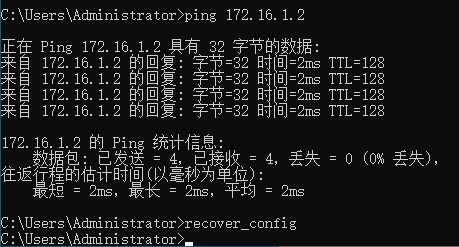 C:\Users\Administrator>ping 172.16.1.2
正在 Ping 172.16.1.2 具有 32 字节的数据:
来自 172.16.1.2 的回复: 字节=32 时间=2ms TTL=128
来自 172.16.1.2 的回复: 字节=32 时间=2ms TTL=128
来自 172.16.1.2 的回复: 字节=32 时间=2ms TTL=128
来自 172.16.1.2 的回复: 字节=32 时间=2ms TTL=128
172.16.1.2 的 Ping 统计信息:
数据包: 已发送 = 4，已接收 = 4，丢失 = 0 (0% 丢失)，
往返行程的估计时间(以毫秒为单位):
最短 = 2ms，最长 = 2ms，平均 = 2ms
C:\Users\Administrator>recover_config
C:\Users\Administrator>